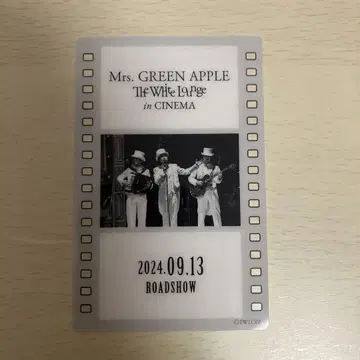 Mrs. GREEN APPLE
The White Lounge
in CINEMA
2024.09.13
ROADSHOW